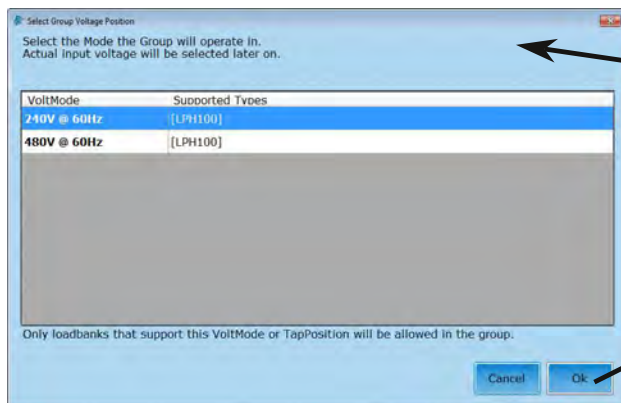 Select Group Voltage Position
Select the Mode the Group will operate in.
Actual input voltage will be selected later on.
VoltMode Supported Types
240V @ 60Hz [LPH100]
480V @ 60Hz [LPH100]
Only loadbanks that support this VoltMode or TapPosition will be allowed in the group.
Cancel Ok